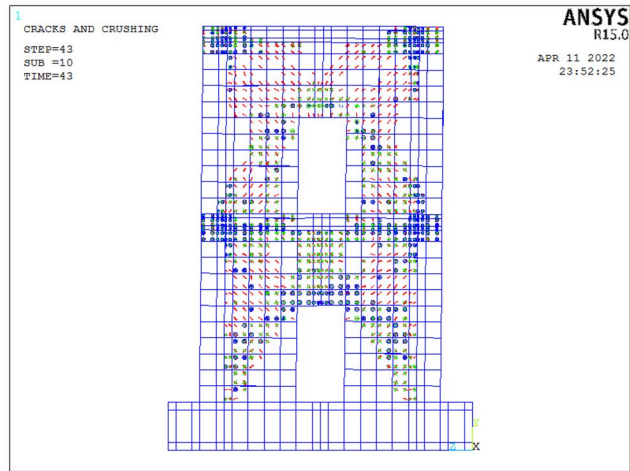 1
CRACKS AND CRUSHING
STEP=43
SUB =10
TIME=43
ANSYS
R15.0
APR 11 2022
23:52:25
Y
Z X